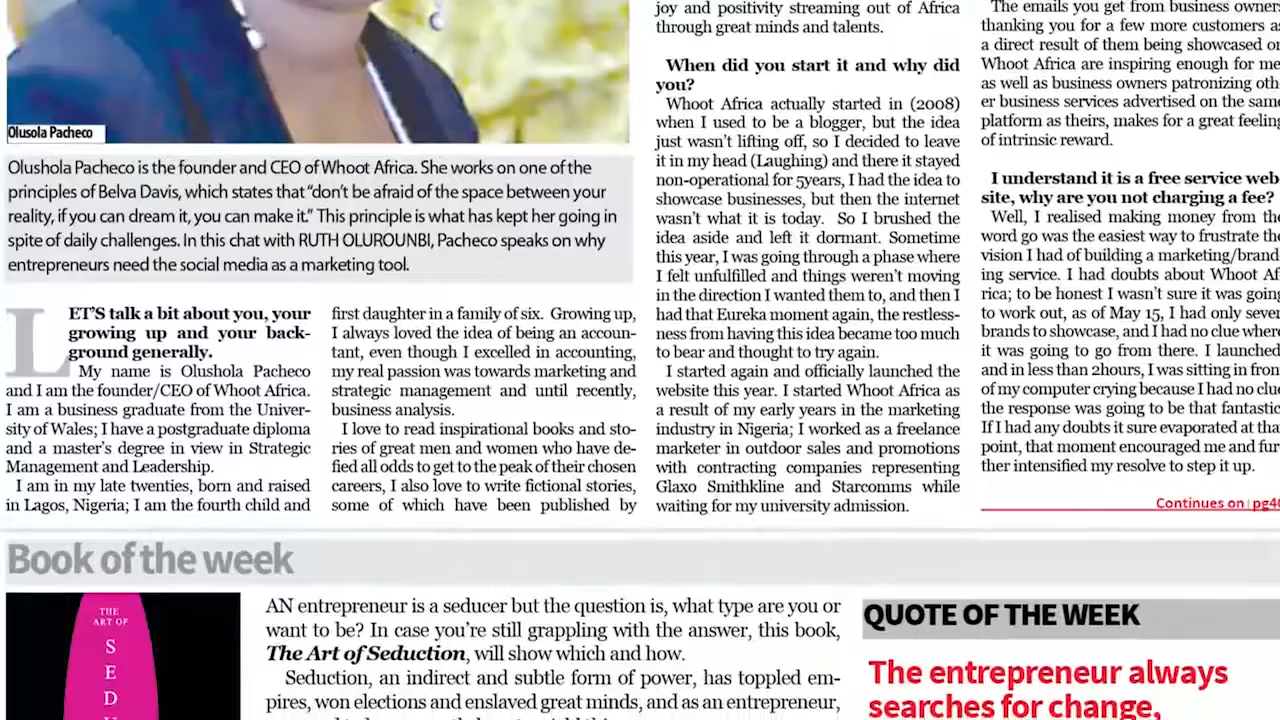 Olusola Pacheco
Olushola Pacheco is the founder and CEO of Whoot Africa. She works on one of the
principles of Belva Davis, which states that “don’t be afraid of the space between your
reality, if you can dream it, you can make it.” This principle is what has kept her going in
spite of daily challenges. In this chat with RUTH OLUROUNBI, Pacheco speaks on why
entrepreneurs need the social media as a marketing tool.
LET’S talk a bit about you, your
growing up and your back-
ground generally.
My name is Olushola Pacheco
and I am the founder/CEO of Whoot Africa.
I am a business graduate from the Univer-
sity of Wales; I have a postgraduate diploma
and a master’s degree in view in Strategic
Management and Leadership.
I am in my late twenties, born and raised
in Lagos, Nigeria; I am the fourth child and
first daughter in a family of six. Growing up,
I always loved the idea of being an accoun-
tant, even though I excelled in accounting,
my real passion was towards marketing and
strategic management and until recently,
business analysis.
I love to read inspirational books and sto-
ries of great men and women who have de-
fied all odds to get to the peak of their chosen
careers, I also love to write fictional stories,
some of which have been published by
joy and positivity streaming out of Africa
through great minds and talents.
When did you start it and why did
you?
Whoot Africa actually started in (2008)
when I used to be a blogger, but the idea
just wasn’t lifting off, so I decided to leave
it in my head (Laughing) and there it stayed
non-operational for 5years, I had the idea to
showcase businesses, but then the internet
wasn’t what it is today. So I brushed the
idea aside and left it dormant. Sometime
this year, I was going through a phase where
I felt unfulfilled and things weren’t moving
in the direction I wanted them to, and then I
had that Eureka moment again, the restless-
ness from having this idea became too much
to bear and thought to try again.
I started again and officially launched the
website this year. I started Whoot Africa as
a result of my early years in the marketing
industry in Nigeria; I worked as a freelance
marketer in outdoor sales and promotions
with contracting companies representing
Glaxo Smithkline and Starcomms while
waiting for my university admission.
The emails you get from business owner
thanking you for a few more customers a
a direct result of them being showcased o
Whoot Africa are inspiring enough for me
as well as business owners patronizing oth
er business services advertised on the same
platform as theirs, makes for a great feeling
of intrinsic reward.
I understand it is a free service web
site, why are you not charging a fee?
Well, I realised making money from the
word go was the easiest way to frustrate the
vision I had of building a marketing/brand
ing service. I had doubts about Whoot Af
rica; to be honest I wasn’t sure it was going
to work out, as of May 15, I had only seven
brands to showcase, and I had no clue where
it was going to go from there. I launched
and in less than 2hours, I was sitting in fron
of my computer crying because I had no clue
the response was going to be that fantastic
If I had any doubts it sure evaporated at tha
point, that moment encouraged me and fur
ther intensified my resolve to step it up.
Continues on | pg4
Book of the week
THE
ART OF
S
E
D
AN entrepreneur is a seducer but the question is, what type are you or
want to be? In case you’re still grappling with the answer, this book,
The Art of Seduction, will show which and how.
Seduction, an indirect and subtle form of power, has toppled em-
pires, won elections and enslaved great minds, and as an entrepreneur,
QUOTE OF THE WEEK
The entrepreneur always
searches for change,